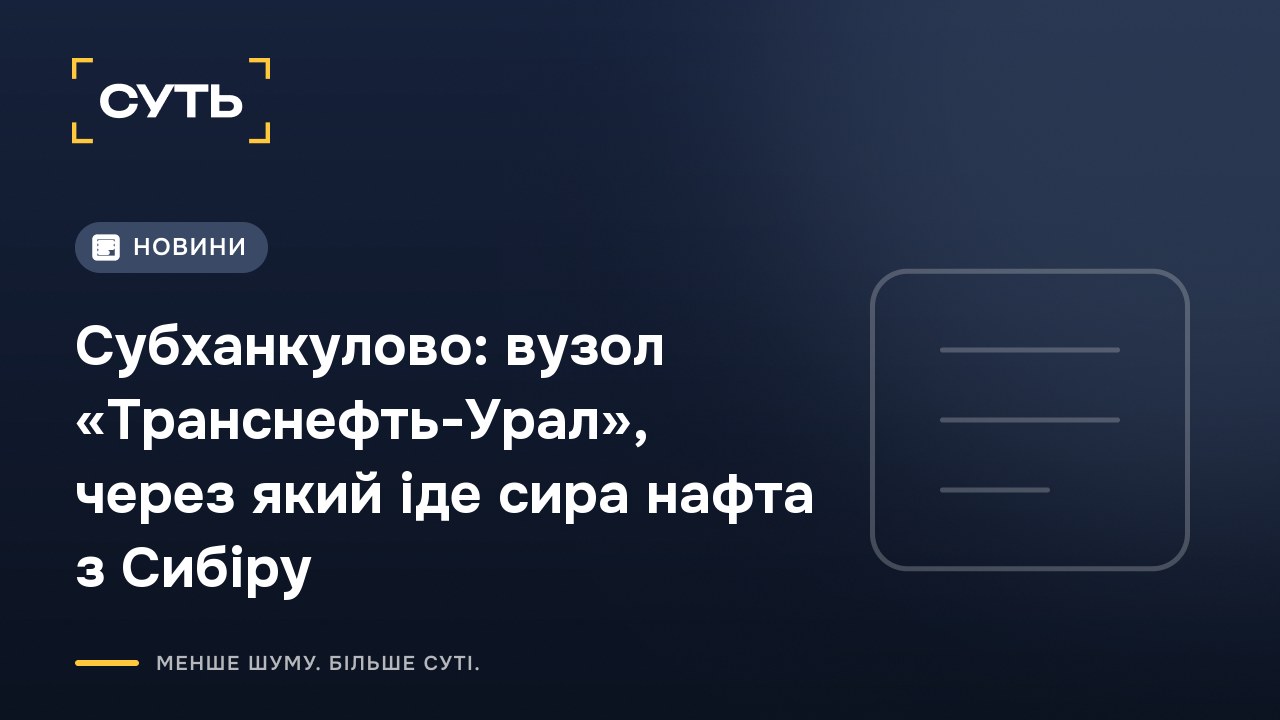 СУТЬ
НОВИНИ
Субханкулово: вузол
«Транснефть-Урал»,
через який іде сира нафта
з Сибіру
МЕНШЕ ШУМУ. БІЛЬШЕ СУТІ.